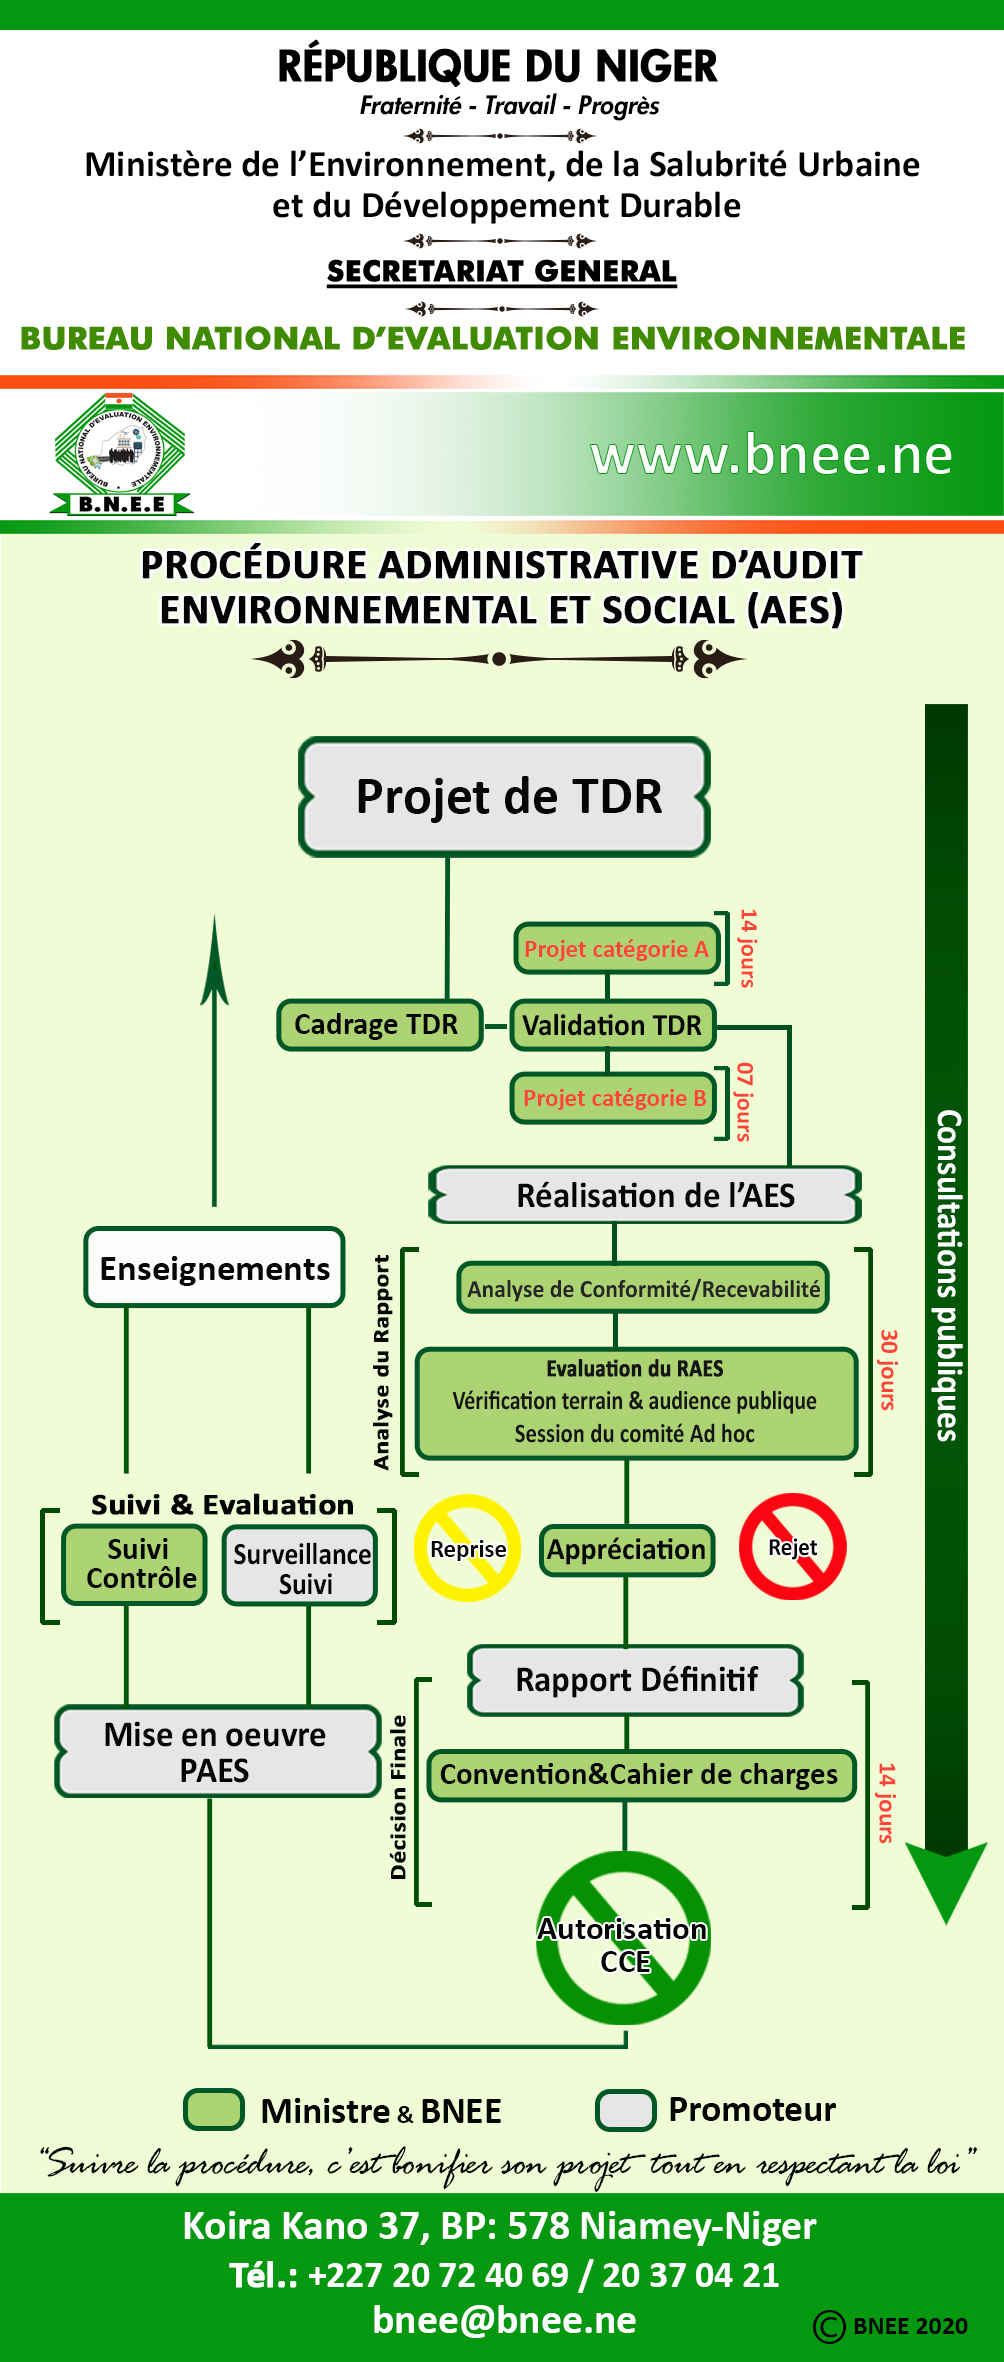 RÉPUBLIQUE DU NIGER
Fraternité - Travail - Progrès
Ministère de l'Environnement, de la Salubrité Urbaine
et du Développement Durable
SECRETARIAT GENERAL
BUREAU NATIONAL D'EVALUATION ENVIRONNEMENTALE
BUREAU NATIONAL D'EVALUATION ENVIRONNEMENTALE
B.N.E.E
www.bnee.ne
PROCÉDURE ADMINISTRATIVE D'AUDIT
ENVIRONNEMENTAL ET SOCIAL (AES)
Projet de TDR
Projet catégorie A
14 jours
Cadrage TDR
Validation TDR
Projet catégorie B
07 jours
Consultations publiques
Réalisation de l'AES
Enseignements
Analyse du Rapport
Analyse de Conformité/Recevabilité
30 jours
Evaluation du RAES
Vérification terrain & audience publique
Session du comité Ad hoc
Suivi & Evaluation
Suivi
Contrôle
Surveillance
Suivi
Reprise
Appréciation
Rejet
Rapport Définitif
Mise en oeuvre
PAES
Décision Finale
Convention&Cahier de charges
14 jours
Autorisation
CCE
Ministre & BNEE
Promoteur
“Suivre la procédure, c'est bonifier son projet tout en respectant la loi”
Koira Kano 37, BP: 578 Niamey-Niger
Tél.: +227 20 72 40 69 / 20 37 04 21
bnee@bnee.ne
© BNEE 2020